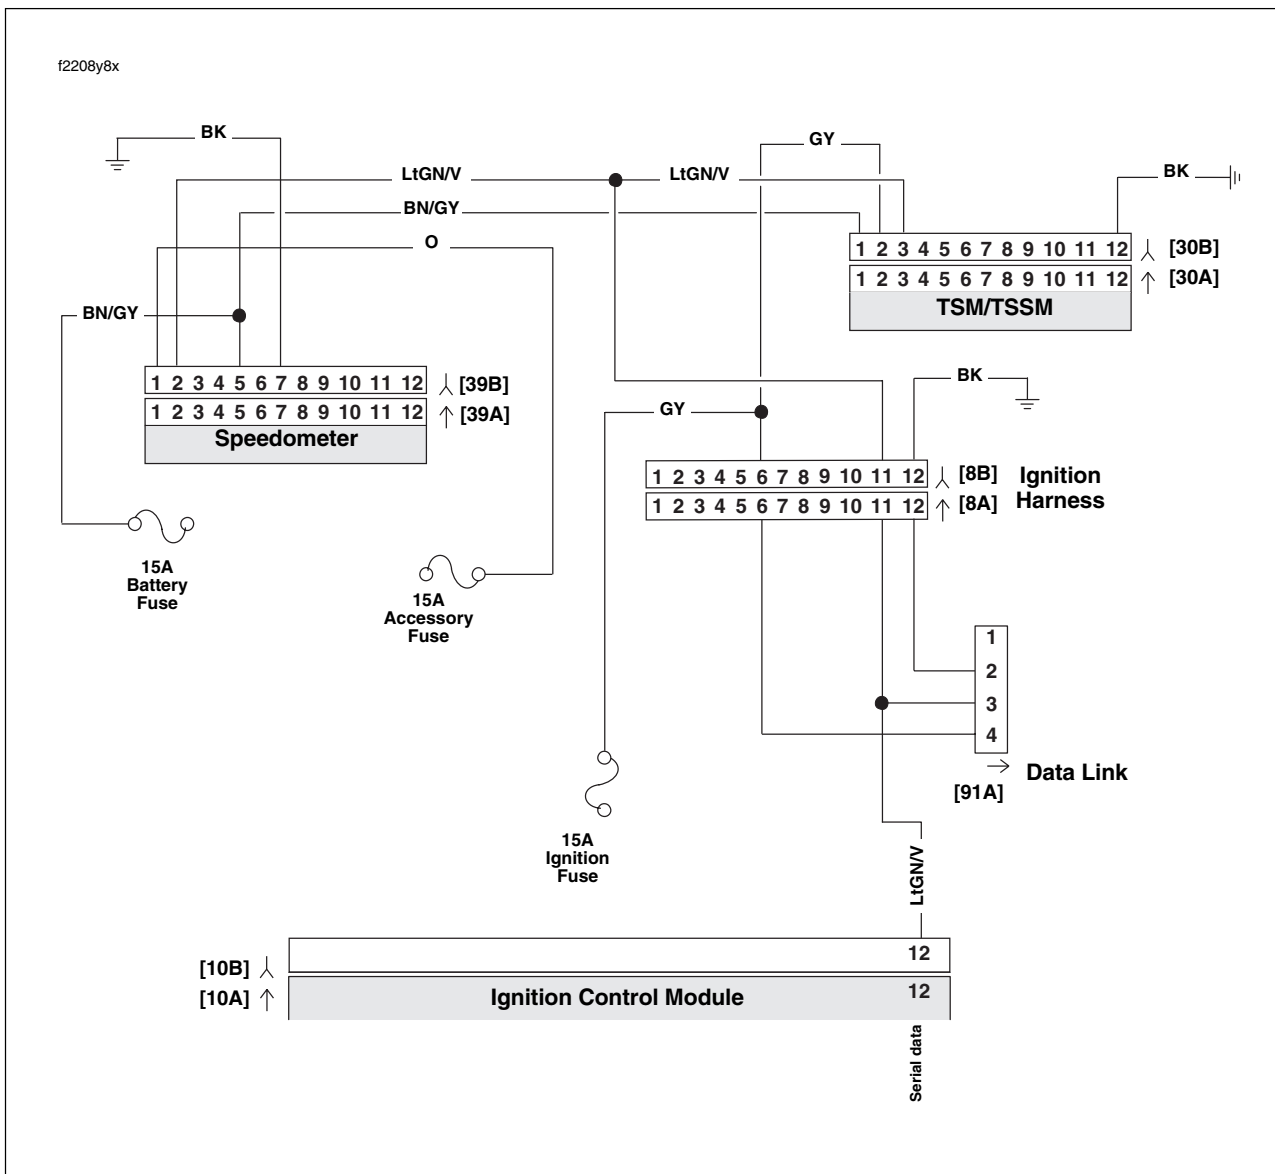 f2208y8x
BK
GY
LtGN/V
LtGN/V
BK
BN/GY
O
1 2 3 4 5 6 7 8 9 10 11 12
[30B]
1 2 3 4 5 6 7 8 9 10 11 12
[30A]
TSM/TSSM
BN/GY
1 2 3 4 5 6 7 8 9 10 11 12
[39B]
1 2 3 4 5 6 7 8 9 10 11 12
[39A]
Speedometer
BK
GY
1 2 3 4 5 6 7 8 9 10 11 12
[8B]
1 2 3 4 5 6 7 8 9 10 11 12
[8A]
Ignition
Harness
15A
Battery
Fuse
15A
Accessory
Fuse
1
2
3
4
[91A]
Data Link
15A
Ignition
Fuse
LtGN/V
12
[10B]
[10A]
Ignition Control Module
12
Serial data